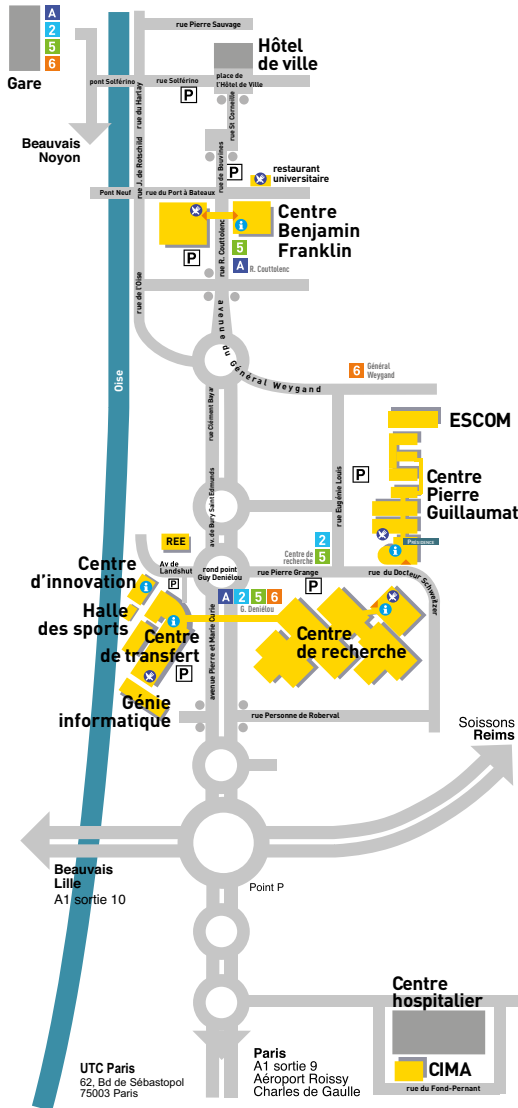 A
2
5
6
Gare
rue Pierre Sauvage
Hôtel
de ville
pont Solférino
rue Solférino
place de
l'Hôtel de Ville
P
rue du Harlay
rue St Corneille
Beauvais
Noyon
rue J. de Rotschild
rue de Bouvines
P
restaurant
universitaire
Pont Neuf
rue du Port à Bateaux
Centre
Benjamin
Franklin
i
rue R. Couttolenc
5
A
R. Couttolenc
P
rue de l'Oise
avenue du Général Weygand
Oise
6
Général
Weygand
rue Clément Bayard
ESCOM
rue Eugénie Louis
P
Centre
Pierre
Guillaumat
av. de Bury Saint Edmunds
REE
2
Centre de
recherche
5
i
Présidence
Av de
Landshut
rond point
Guy Deniélou
rue Pierre Grange
rue du Docteur Schweitzer
Centre
d'innovation
i
P
P
A
2
5
6
G. Deniélou
Halle
des sports
i
Centre
de transfert
i
Centre
de recherche
avenue Pierre et Marie Curie
P
Génie
informatique
rue Personne de Roberval
Soissons
Reims
Beauvais
Lille
A1 sortie 10
Point P
Centre
hospitalier
CIMA
rue du Fond-Pernant
UTC Paris
62, Bd de Sébastopol
75003 Paris
Paris
A1 sortie 9
Aéroport Roissy
Charles de Gaulle